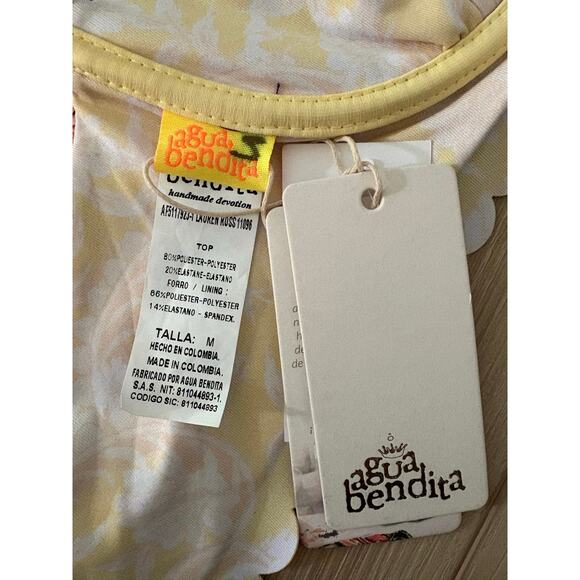 agua
bendita
S
bendita
handmade devotion
AF5117923-1 LAUREN ROSS 11096
TOP
80%POLIESTER-POLYESTER
20%ELASTANE-ELASTANO
FORRO / LINING :
86%POLIESTER-POLYESTER
14%ELASTANO - SPANDEX.
TALLA: M
HECHO EN COLOMBIA.
MADE IN COLOMBIA.
FABRICADO POR AGUA BENDITA
S.A.S. NIT: 811044893-1.
CODIGO SIC: 811044893
agua
bendita